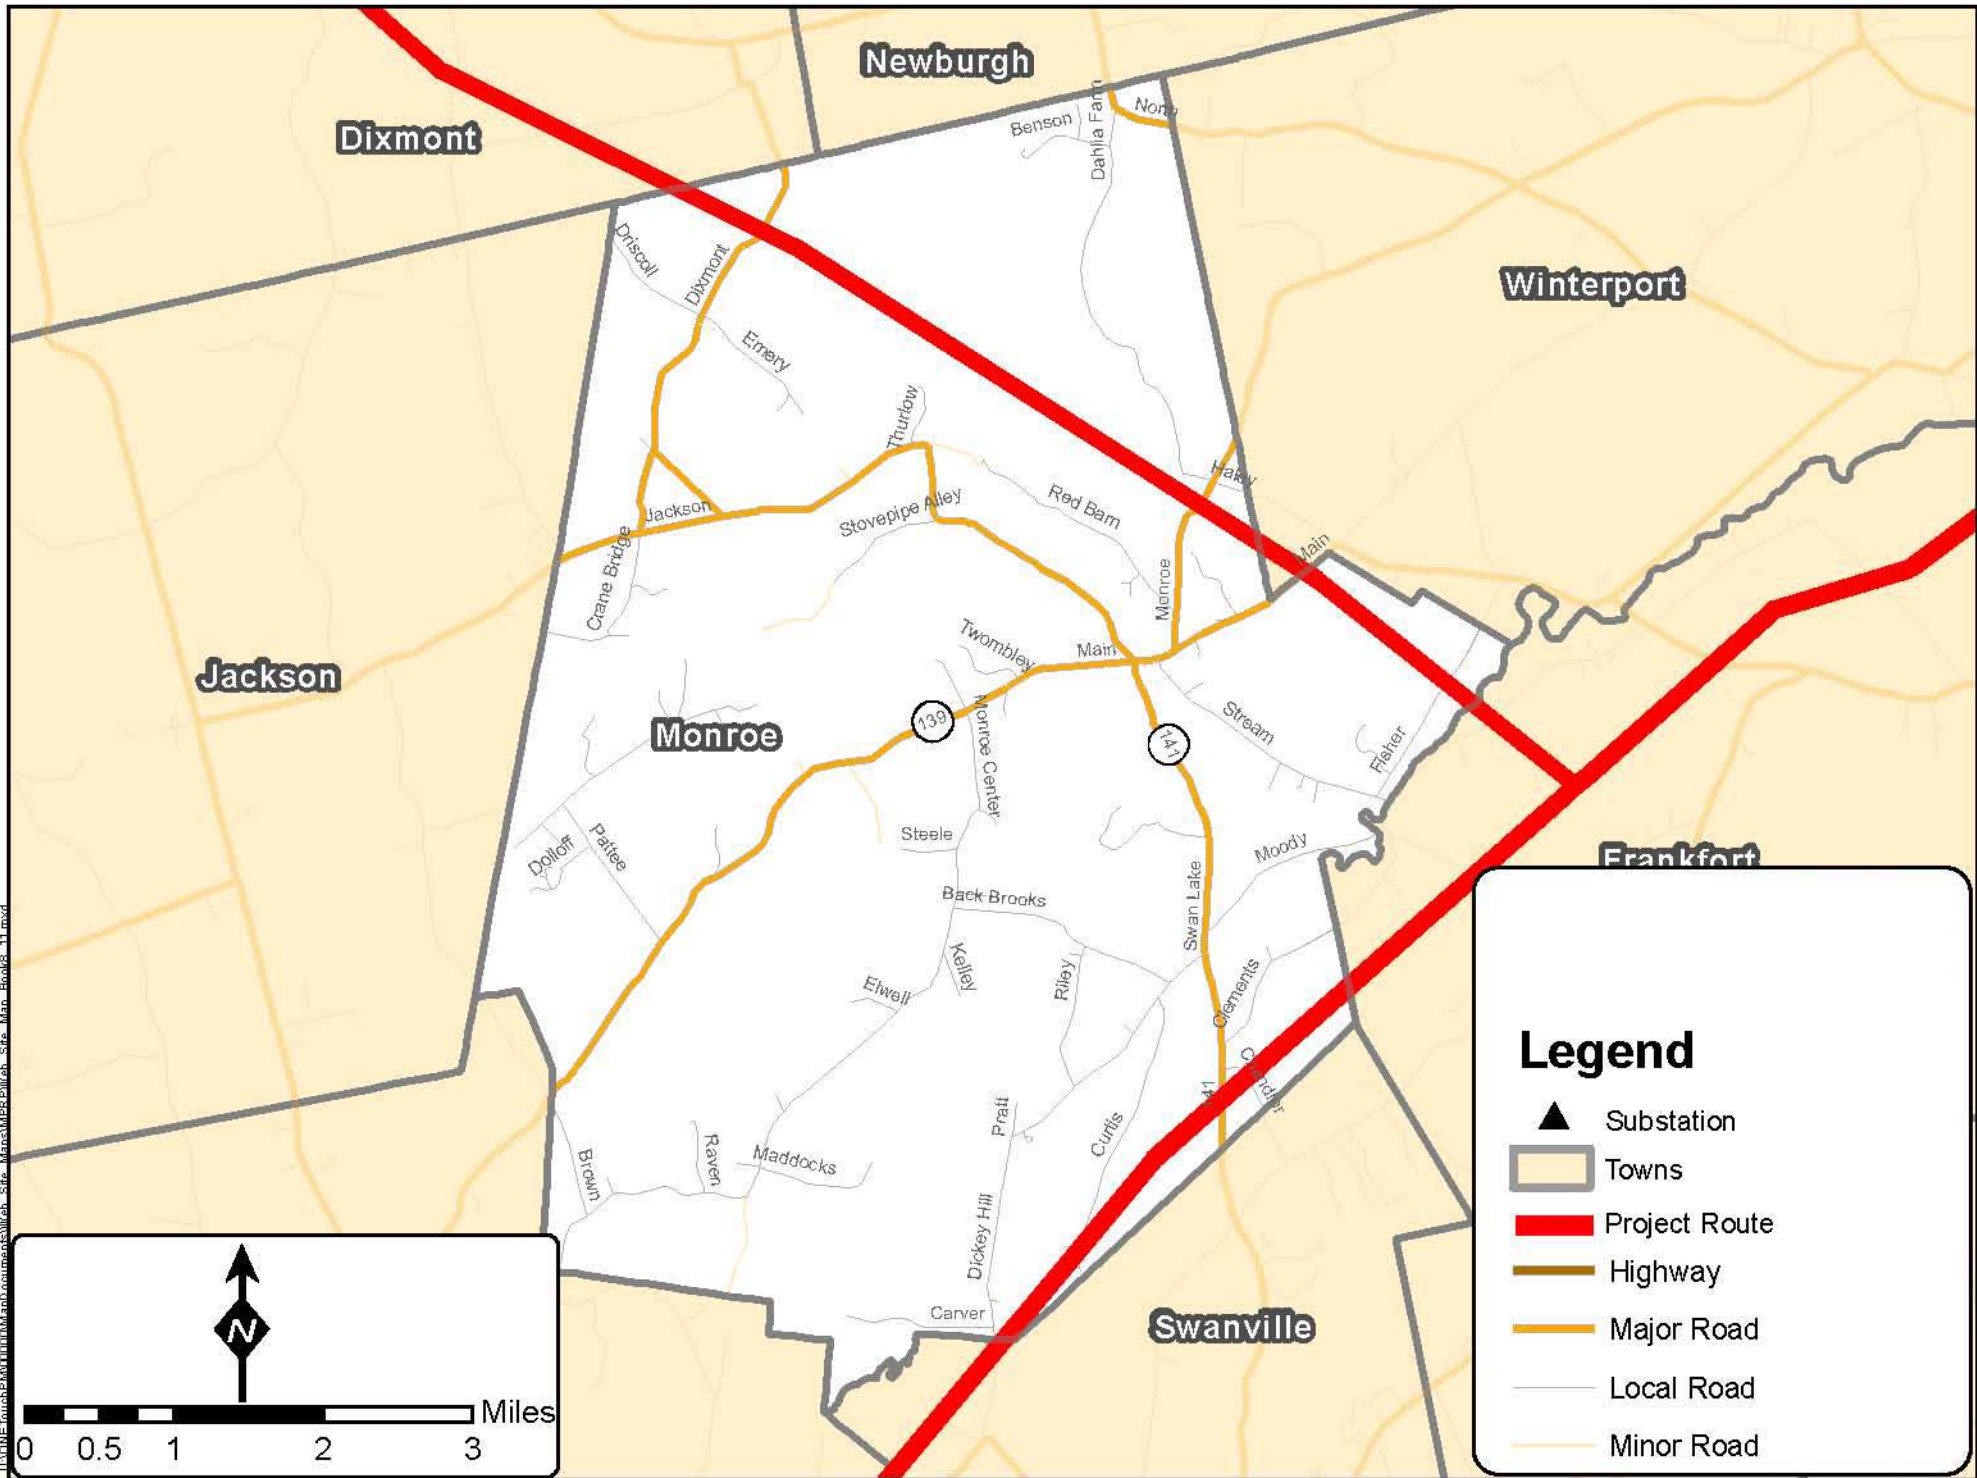 Newburgh
Dixmont
North
Dahlia Farm
Benson
Driscoll
Dixmont
Winterport
Emery
Thurlow
Haley
Red Barn
Stovepipe Alley
Jackson
Crane Bridge
Main
Monroe
Twombley
Main
Jackson
Monroe
139
141
Stream
Fisher
Monroe Center
Steele
Dolloff
Pattee
Moody
Swan Lake
Frankfort
Back Brooks
Kelley
Riley
Elwell
Clements
Chandler
141
Pratt
Curtis
Brown
Raven
Maddocks
Dickey Hill
Carver
Swanville
N
Miles
0 0.5 1 2 3
Legend
Substation
Towns
Project Route
Highway
Major Road
Local Road
Minor Road